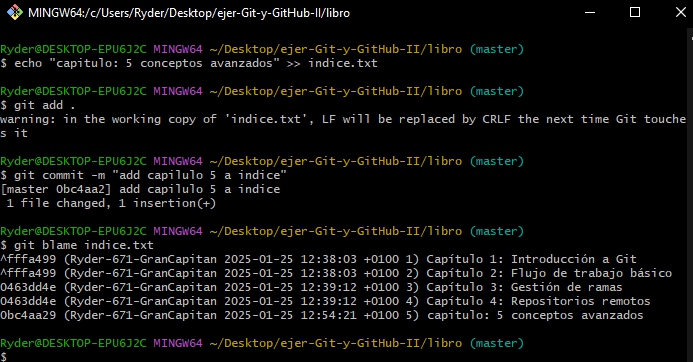 MINGW64:/c/Users/Ryder/Desktop/ejer-Git-y-GitHub-II/libro
Ryder@DESKTOP-EPU6J2C MINGW64 ~/Desktop/ejer-Git-y-GitHub-II/libro (master)
$ echo "capitulo: 5 conceptos avanzados" >> indice.txt
Ryder@DESKTOP-EPU6J2C MINGW64 ~/Desktop/ejer-Git-y-GitHub-II/libro (master)
$ git add .
warning: in the working copy of 'indice.txt', LF will be replaced by CRLF the next time Git touche
s it
Ryder@DESKTOP-EPU6J2C MINGW64 ~/Desktop/ejer-Git-y-GitHub-II/libro (master)
$ git commit -m "add capilulo 5 a indice"
[master 0bc4aa2] add capilulo 5 a indice
 1 file changed, 1 insertion(+)
Ryder@DESKTOP-EPU6J2C MINGW64 ~/Desktop/ejer-Git-y-GitHub-II/libro (master)
$ git blame indice.txt
^fffa499 (Ryder-671-GranCapitan 2025-01-25 12:38:03 +0100 1) Capítulo 1: Introducción a Git
^fffa499 (Ryder-671-GranCapitan 2025-01-25 12:38:03 +0100 2) Capítulo 2: Flujo de trabajo básico
0463dd4e (Ryder-671-GranCapitan 2025-01-25 12:39:12 +0100 3) Capítulo 3: Gestión de ramas
0463dd4e (Ryder-671-GranCapitan 2025-01-25 12:39:12 +0100 4) Capítulo 4: Repositorios remotos
0bc4aa29 (Ryder-671-GranCapitan 2025-01-25 12:54:21 +0100 5) capitulo: 5 conceptos avanzados
Ryder@DESKTOP-EPU6J2C MINGW64 ~/Desktop/ejer-Git-y-GitHub-II/libro (master)
$